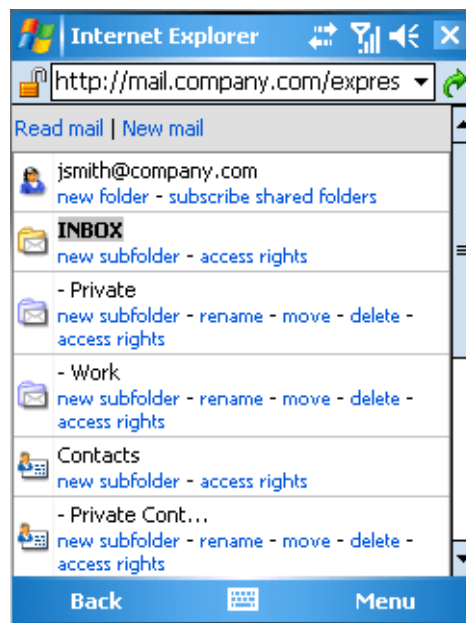 Internet Explorer
http://mail.company.com/expres
Read mail | New mail
jsmith@company.com
new folder - subscribe shared folders
INBOX
new subfolder - access rights
- Private
new subfolder - rename - move - delete -
access rights
- Work
new subfolder - rename - move - delete -
access rights
Contacts
new subfolder - access rights
- Private Cont...
new subfolder - rename - move - delete -
access rights
Back Menu